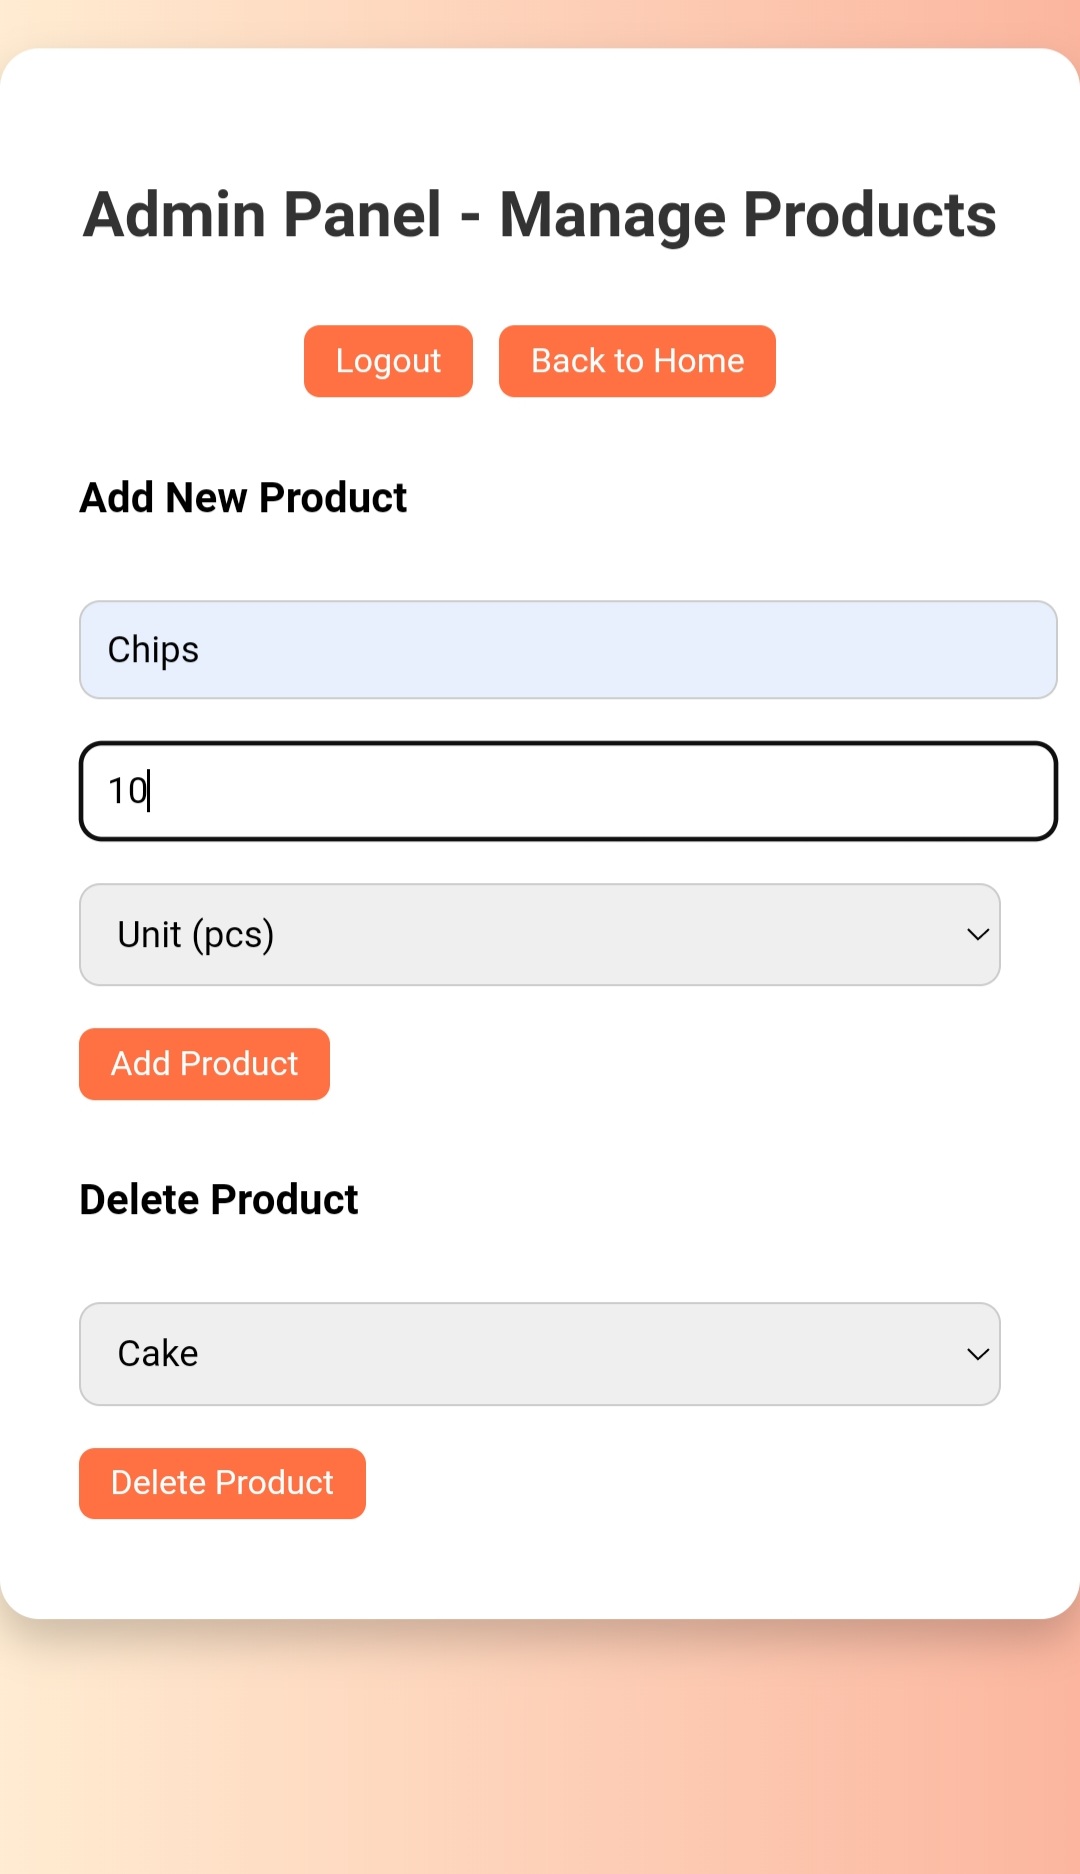 Admin Panel - Manage Products
Logout Back to Home
Add New Product
Chips
10
Unit (pcs)
Add Product
Delete Product
Cake
Delete Product